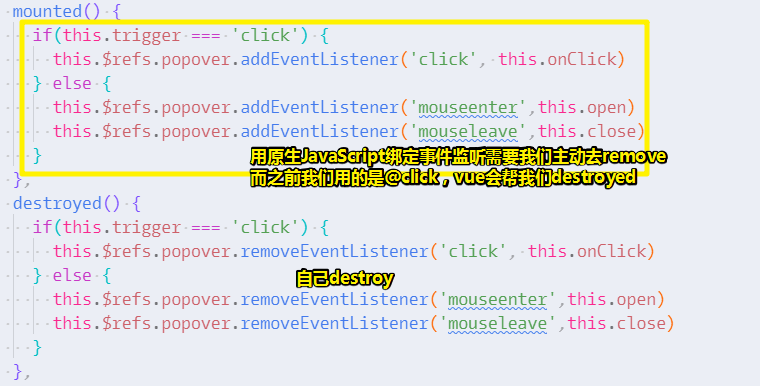 mounted() {
if(this.trigger === 'click') {
this.$refs.popover.addEventListener('click', this.onClick)
} else {
this.$refs.popover.addEventListener('mouseenter',this.open)
this.$refs.popover.addEventListener('mouseleave',this.close)
}
用原生JavaScript绑定事件监听需要我们主动去remove
而之前我们用的是@click，vue会帮我们destroyed
},
destroyed() {
if(this.trigger === 'click') {
this.$refs.popover.removeEventListener('click', this.onClick)
} else {
自己destroy
this.$refs.popover.removeEventListener('mouseenter',this.open)
this.$refs.popover.removeEventListener('mouseleave',this.close)
}
},